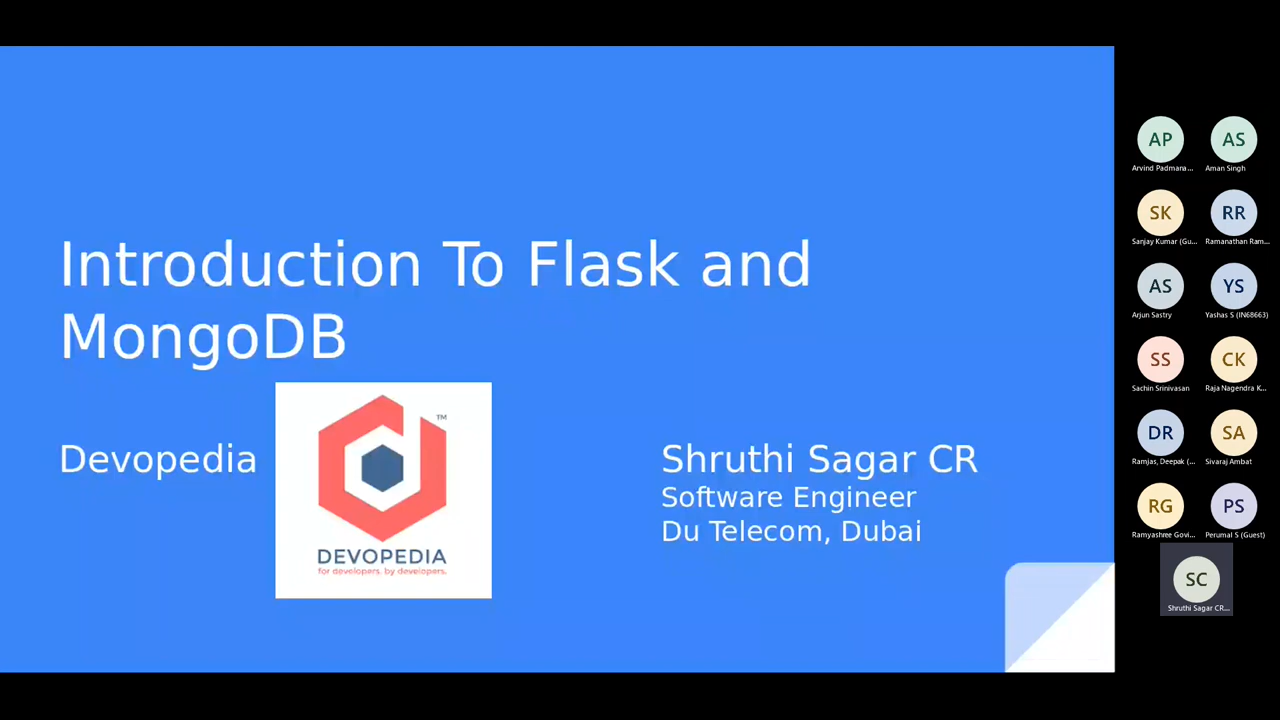 Introduction To Flask and
MongoDB
Devopedia
™
DEVOPEDIA
for developers. by developers.
Shruthi Sagar CR
Software Engineer
Du Telecom, Dubai
AP
Arvind Padmana...
AS
Aman Singh
SK
Sanjay Kumar (Gu...
RR
Ramanathan Ram...
AS
Arjun Sastry
YS
Yashas S (IN68663)
SS
Sachin Srinivasan
CK
Raja Nagendra K...
DR
Ramjas, Deepak (...
SA
Sivaraj Ambat
RG
Ramyashree Govi...
PS
Perumal S (Guest)
SC
Shruthi Sagar CR...